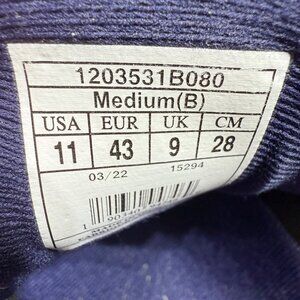 1203531B080
Medium(B)
USA EUR UK CM
11 43 9 28
03/22 15294